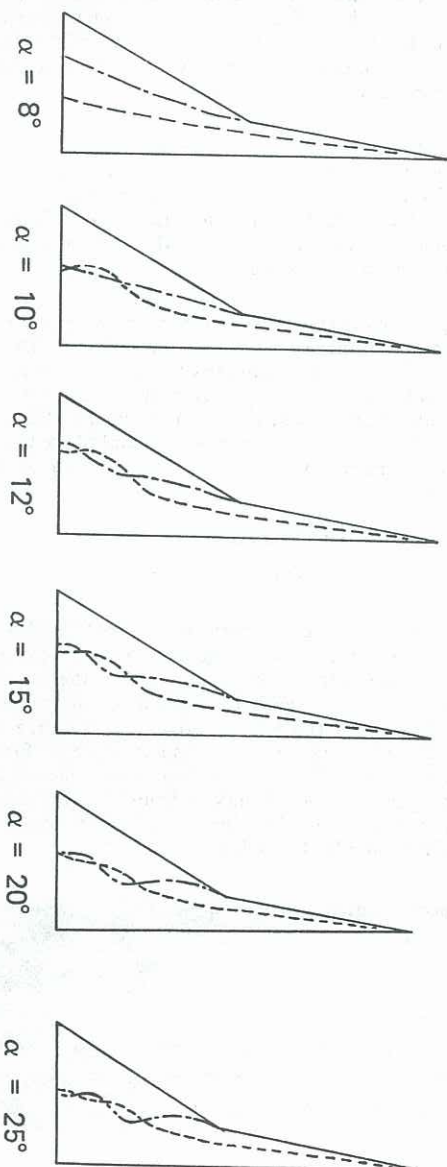 α = 8°
α = 10°
α = 12°
α = 15°
α = 20°
α = 25°